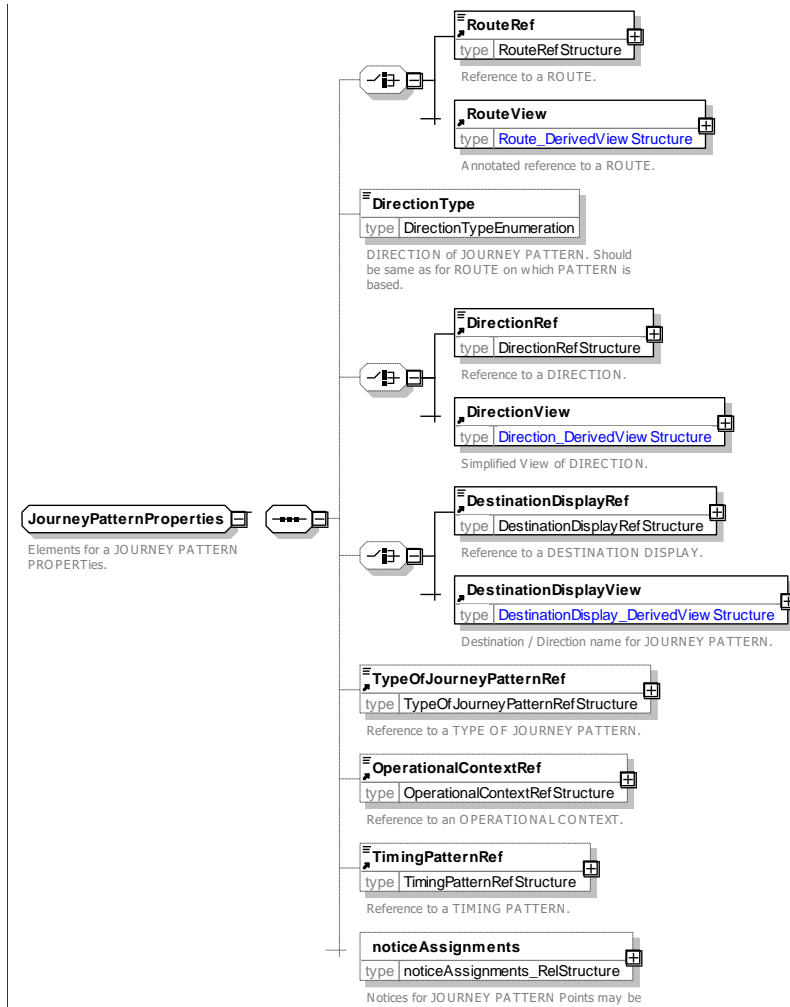 RouteRef
type RouteRefStructure
Reference to a ROUTE.
RouteView
type Route_DerivedViewStructure
Annotated reference to a ROUTE.
DirectionType
type DirectionTypeEnumeration
DIRECTION of JOURNEY PATTERN. Should
be same as for ROUTE on which PATTERN is
based.
DirectionRef
type DirectionRefStructure
Reference to a DIRECTION.
DirectionView
type Direction_DerivedViewStructure
Simplified View of DIRECTION.
JourneyPatternProperties
Elements for a JOURNEY PATTERN
PROPERTies.
DestinationDisplayRef
type DestinationDisplayRefStructure
Reference to a DESTINATION DISPLAY.
DestinationDisplayView
type DestinationDisplay_DerivedViewStructure
Destination / Direction name for JOURNEY PATTERN.
TypeOfJourneyPatternRef
type TypeOfJourneyPatternRefStructure
Reference to a TYPE OF JOURNEY PATTERN.
OperationalContextRef
type OperationalContextRefStructure
Reference to an OPERATIONAL CONTEXT.
TimingPatternRef
type TimingPatternRefStructure
Reference to a TIMING PATTERN.
noticeAssignments
type noticeAssignments_RelStructure
Notices for JOURNEY PATTERN Points may be